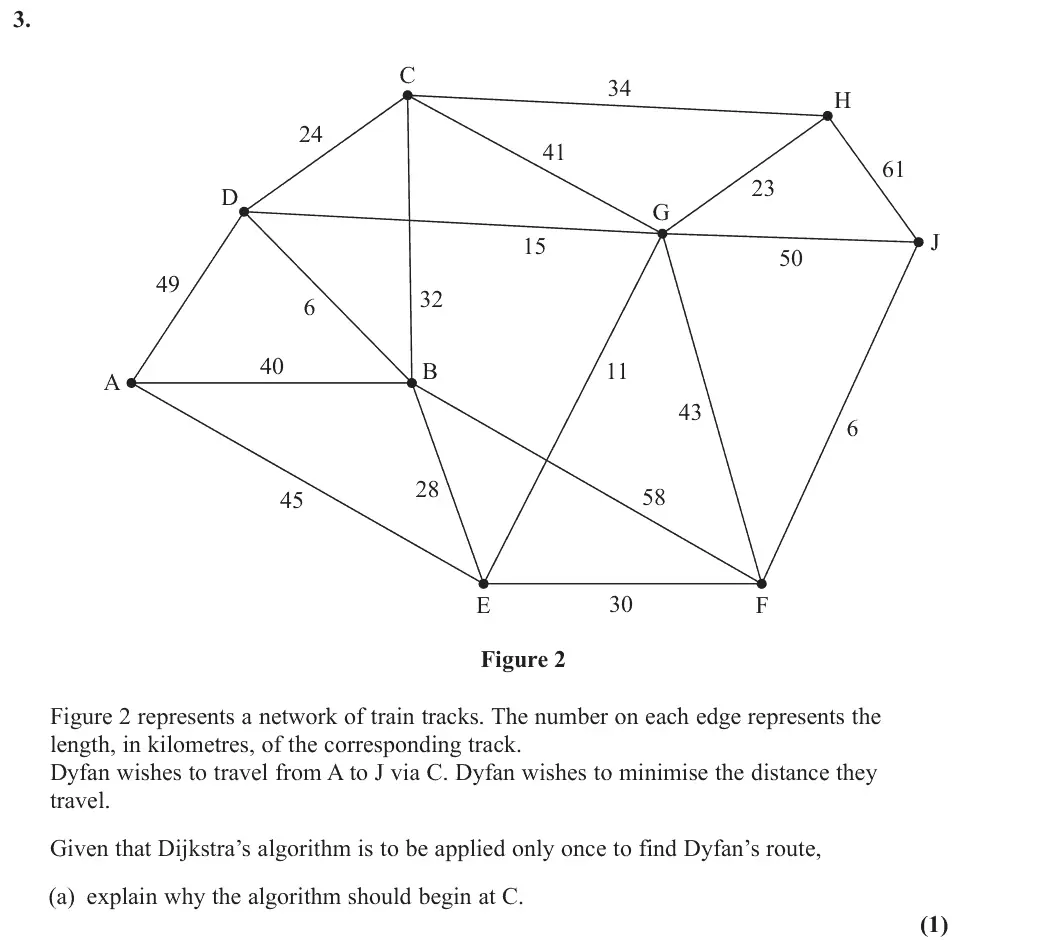 3.
C
34
H
24
41
61
D
23
G
15
50
J
49
6
32
A
40
B
11
43
6
45
28
58
E
30
F
Figure 2
Figure 2 represents a network of train tracks. The number on each edge represents the
length, in kilometres, of the corresponding track.
Dyfan wishes to travel from A to J via C. Dyfan wishes to minimise the distance they
travel.
Given that Dijkstra’s algorithm is to be applied only once to find Dyfan’s route,
(a) explain why the algorithm should begin at C.
(1)